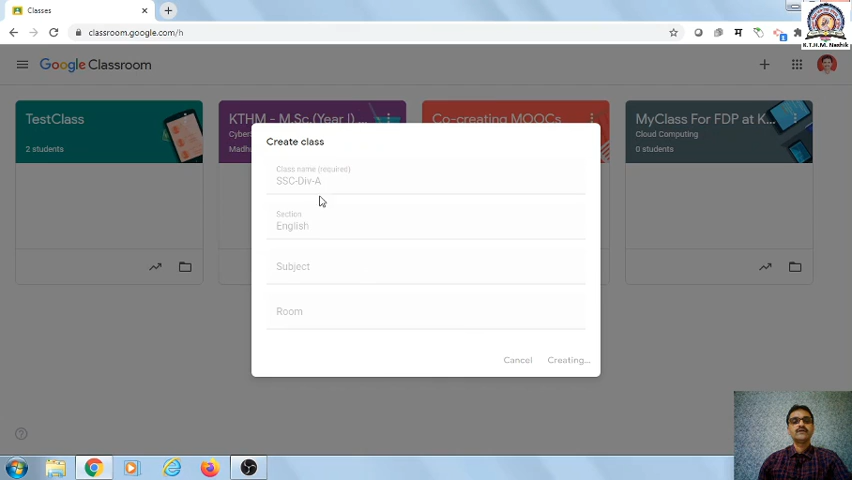 Classes
classroom.google.com/h
K.T.H.M. Nashik
Google Classroom
TestClass
2 students
KTHM - M.Sc.(Year I) ...
Co-creating MOOCs
MyClass For FDP at K...
Cloud Computing
0 students
Create class
Class name (required)
SSC-Div-A
Section
English
Subject
Room
Cancel
Creating...